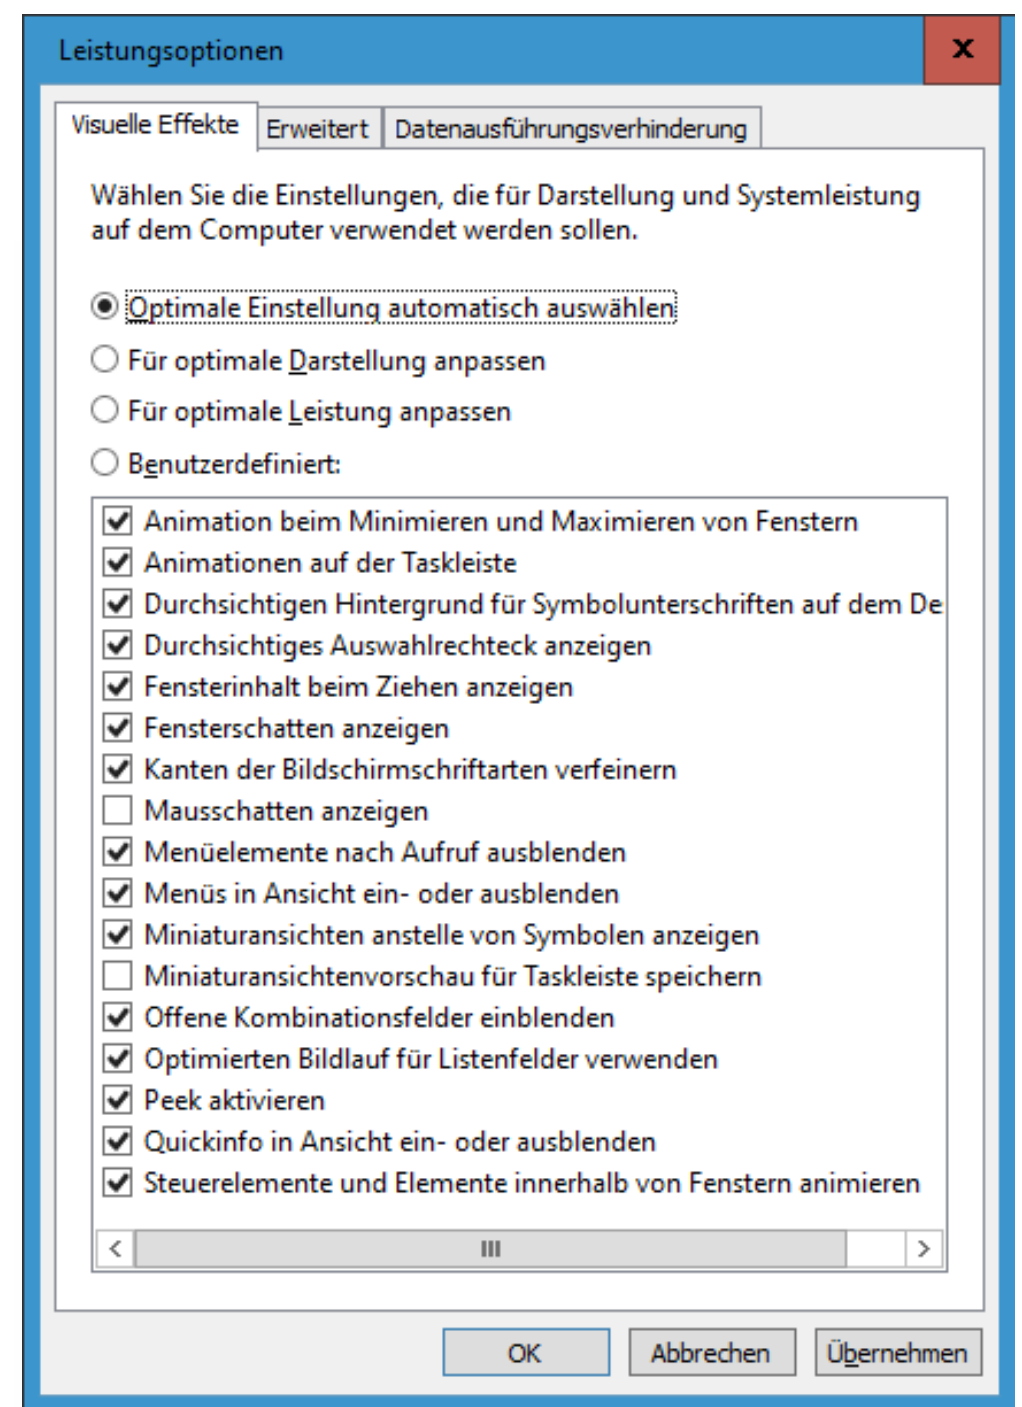 Leistungsoptionen
x
Visuelle Effekte
Erweitert
Datenausführungsverhinderung
Wählen Sie die Einstellungen, die für Darstellung und Systemleistung
auf dem Computer verwendet werden sollen.
Optimale Einstellung automatisch auswählen
Für optimale Darstellung anpassen
Für optimale Leistung anpassen
Benutzerdefiniert:
Animation beim Minimieren und Maximieren von Fenstern
Animationen auf der Taskleiste
Durchsichtigen Hintergrund für Symbolunterschriften auf dem De
Durchsichtiges Auswahlrechteck anzeigen
Fensterinhalt beim Ziehen anzeigen
Fensterschatten anzeigen
Kanten der Bildschirmschriftarten verfeinern
Mausschatten anzeigen
Menüelemente nach Aufruf ausblenden
Menüs in Ansicht ein- oder ausblenden
Miniaturansichten anstelle von Symbolen anzeigen
Miniaturansichtenvorschau für Taskleiste speichern
Offene Kombinationsfelder einblenden
Optimierten Bildlauf für Listenfelder verwenden
Peek aktivieren
Quickinfo in Ansicht ein- oder ausblenden
Steuerelemente und Elemente innerhalb von Fenstern animieren
OK
Abbrechen
Übernehmen